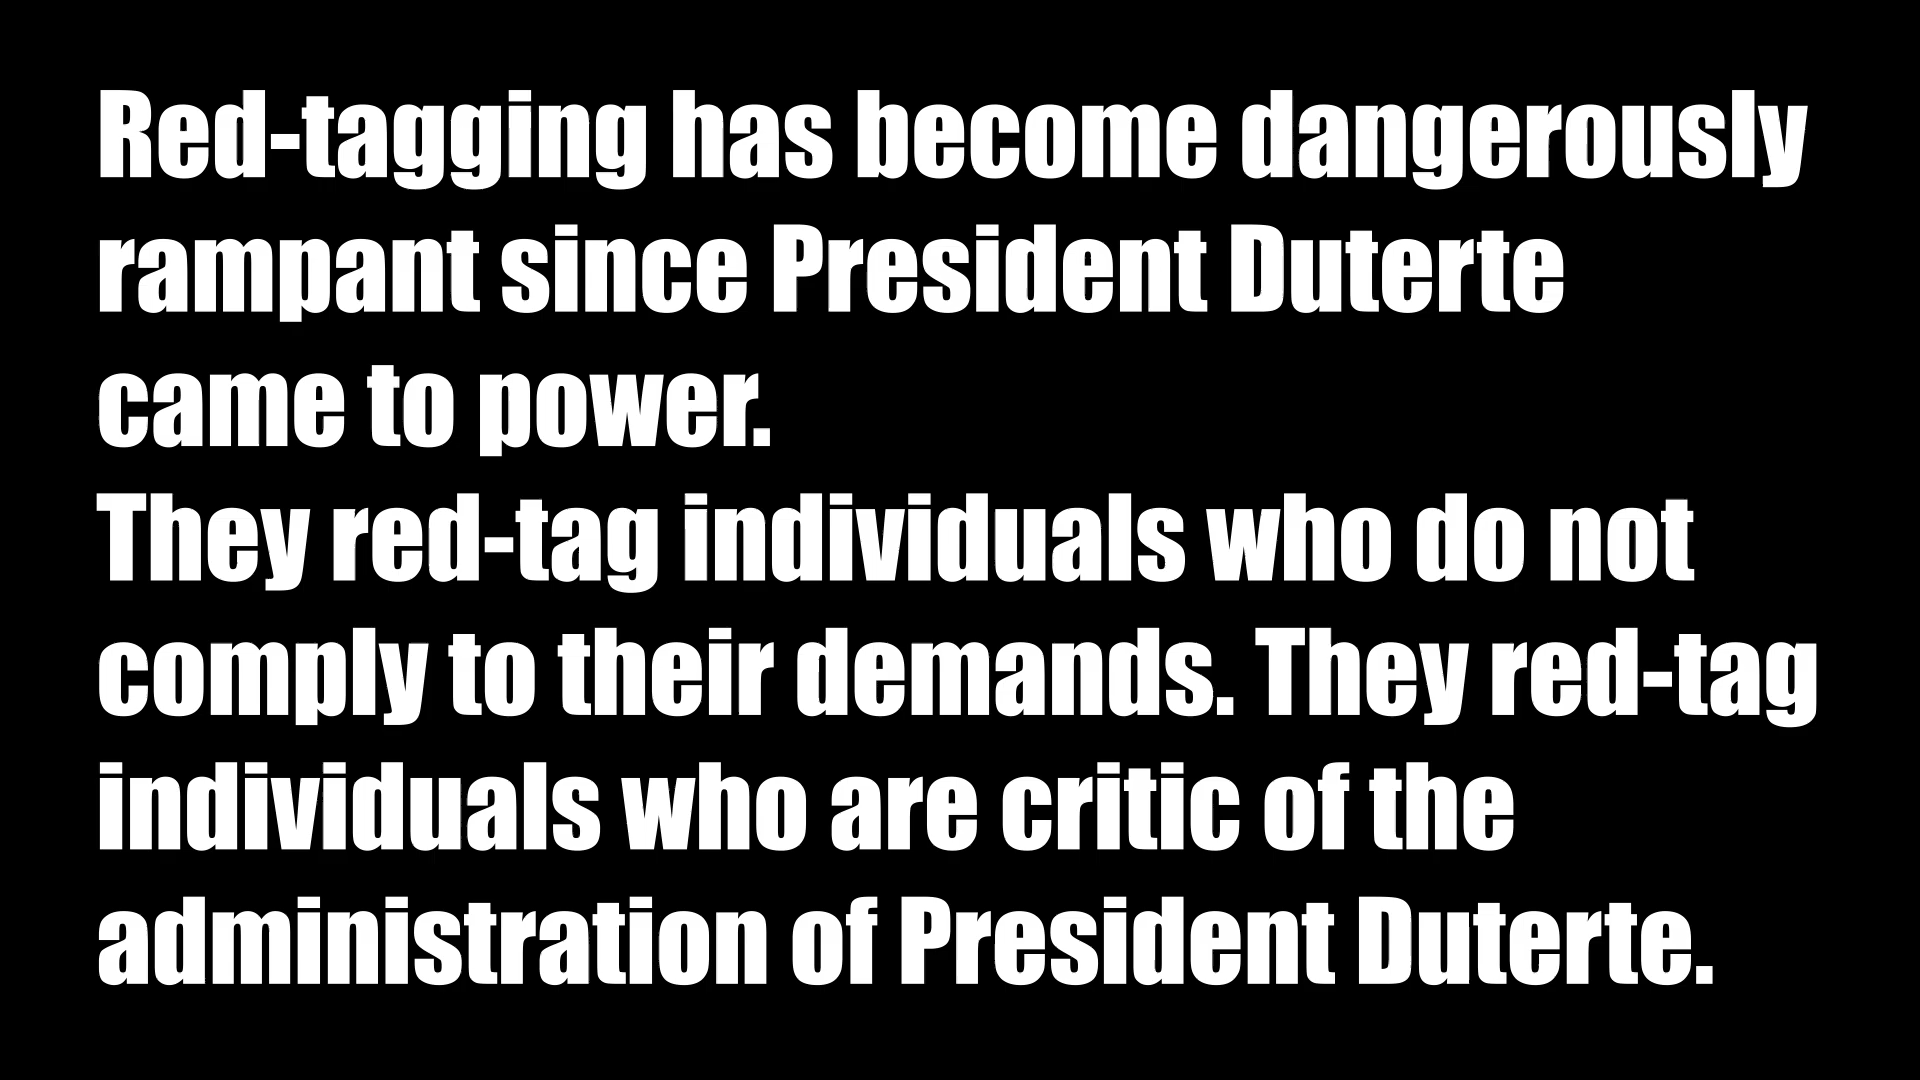 Red-tagging has become dangerously
rampant since President Duterte
came to power.
They red-tag individuals who do not
comply to their demands. They red-tag
individuals who are critic of the
administration of President Duterte.